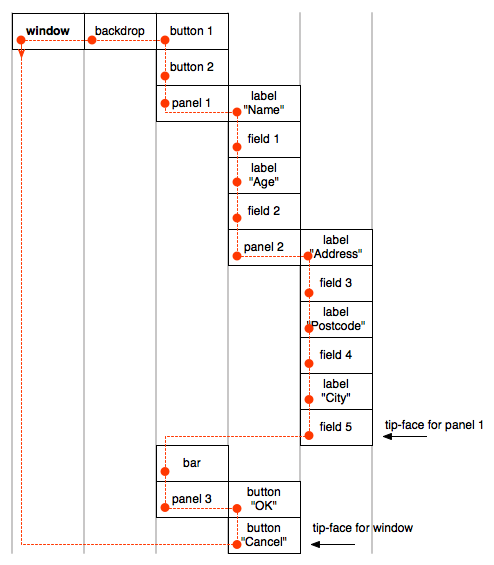 window
backdrop
button 1
button 2
panel 1
label
"Name"
field 1
label
"Age"
field 2
panel 2
label
"Address"
field 3
label
"Postcode"
field 4
label
"City"
field 5
tip-face for panel 1
bar
panel 3
button
"OK"
button
"Cancel"
tip-face for window